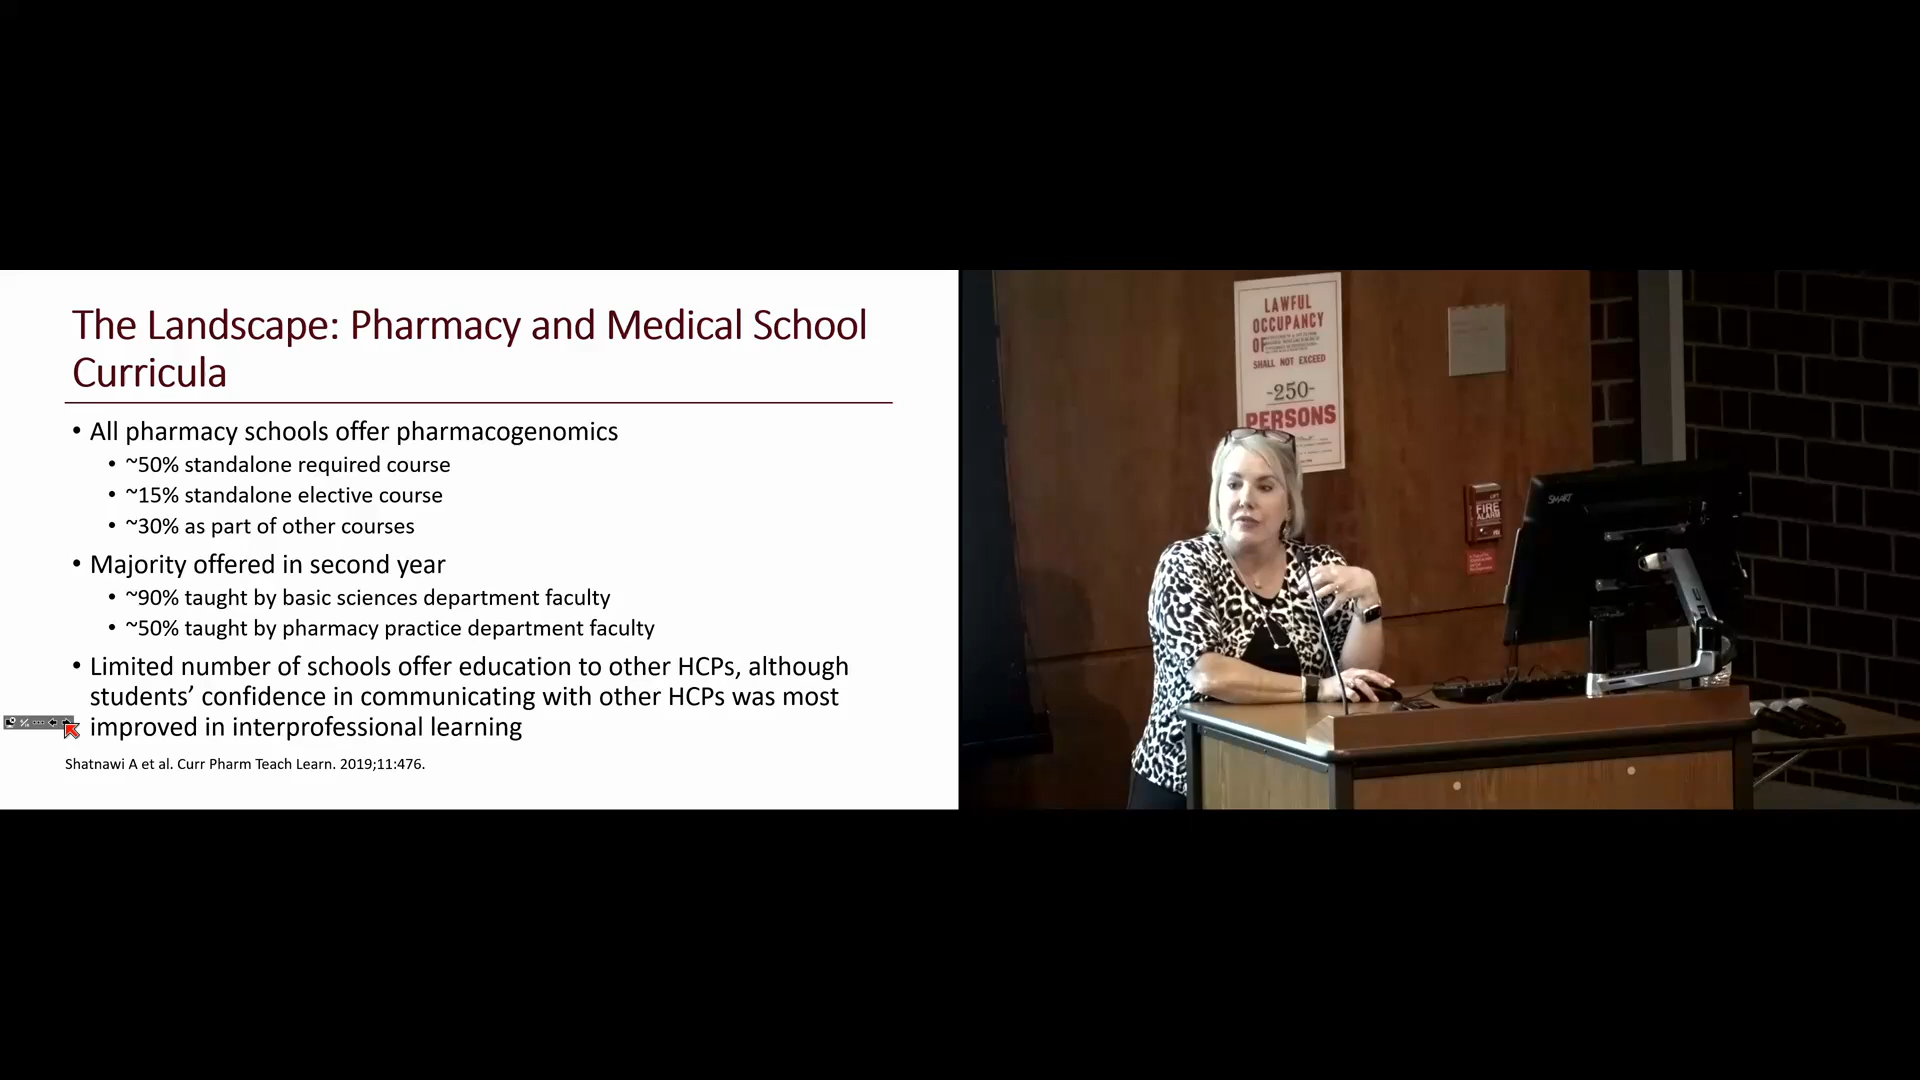 The Landscape: Pharmacy and Medical School
Curricula
• All pharmacy schools offer pharmacogenomics
• ~50% standalone required course
• ~15% standalone elective course
• ~30% as part of other courses
• Majority offered in second year
• ~90% taught by basic sciences department faculty
• ~50% taught by pharmacy practice department faculty
• Limited number of schools offer education to other HCPs, although
students’ confidence in communicating with other HCPs was most
improved in interprofessional learning
Shatnawi A et al. Curr Pharm Teach Learn. 2019;11:476.
LAWFUL
OCCUPANCY
OF
SHALL NOT EXCEED
-250-
PERSONS
SMART
FIRE
ALARM